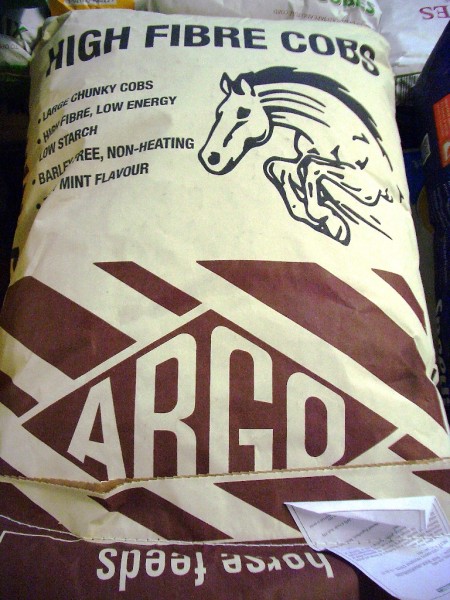 HIGH FIBRE COBS
• LARGE CHUNKY COBS
• HIGH FIBRE, LOW ENERGY
LOW STARCH
• BARLEY FREE, NON-HEATING
MINT FLAVOUR
ARGO
horse feeds